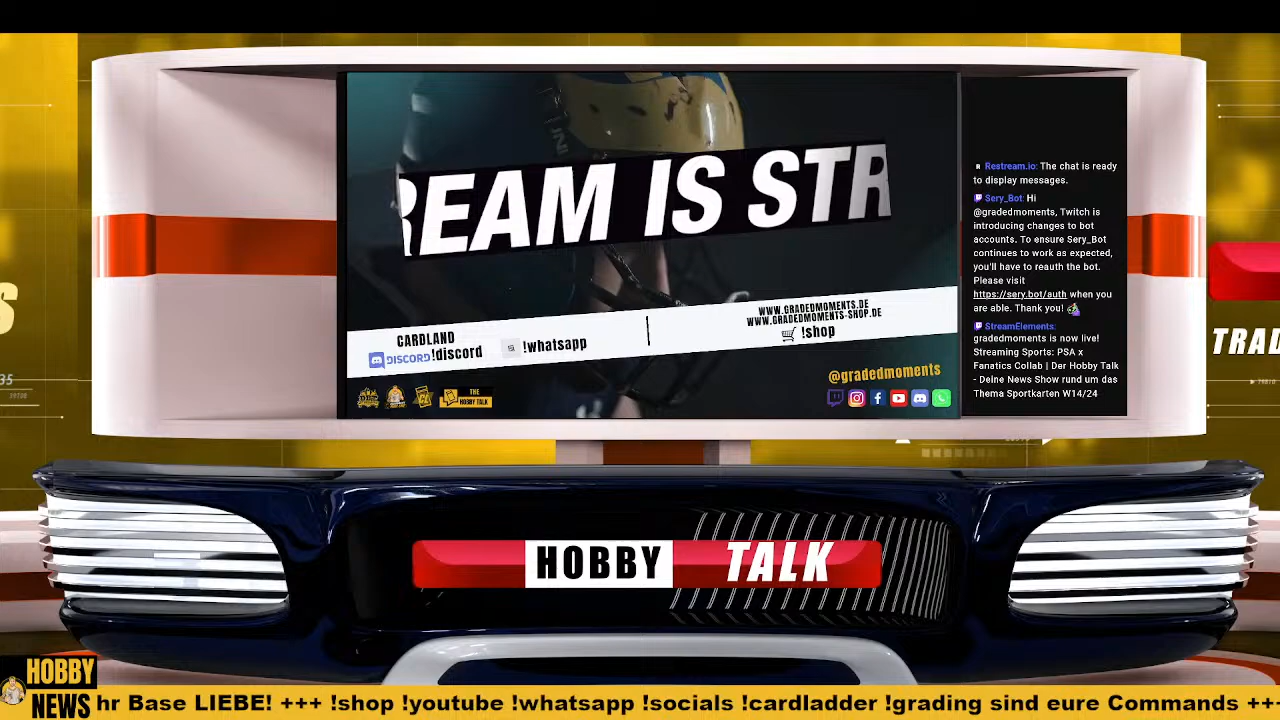 REAM IS STR
CARDLAND
DISCORD !discord
!whatsapp
WWW.GRADEDMOMENTS.DE
WWW.GRADEDMOMENTS-SHOP.DE
!shop
@gradedmoments
THE
HOBBY TALK
Restream.io: The chat is ready
to display messages.
Sery_Bot: Hi
@gradedmoments, Twitch is
introducing changes to bot
accounts. To ensure Sery_Bot
continues to work as expected,
you'll have to reauth the bot.
Please visit
https://sery.bot/auth when you
are able. Thank you!
StreamElements:
gradedmoments is now live!
Streaming Sports: PSA x
Fanatics Collab | Der Hobby Talk
- Deine News Show rund um das
Thema Sportkarten W14/24
S
35
TRAD
HOBBY TALK
HOBBY
NEWS
hr Base LIEBE! +++ !shop !youtube !whatsapp !socials !cardladder !grading sind eure Commands ++